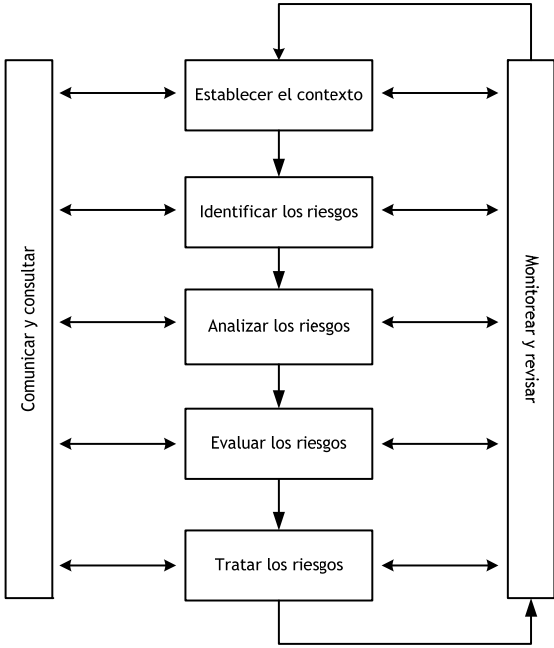 Establecer el contexto
Identificar los riesgos
Analizar los riesgos
Evaluar los riesgos
Tratar los riesgos
Comunicar y consultar
Monitorear y revisar